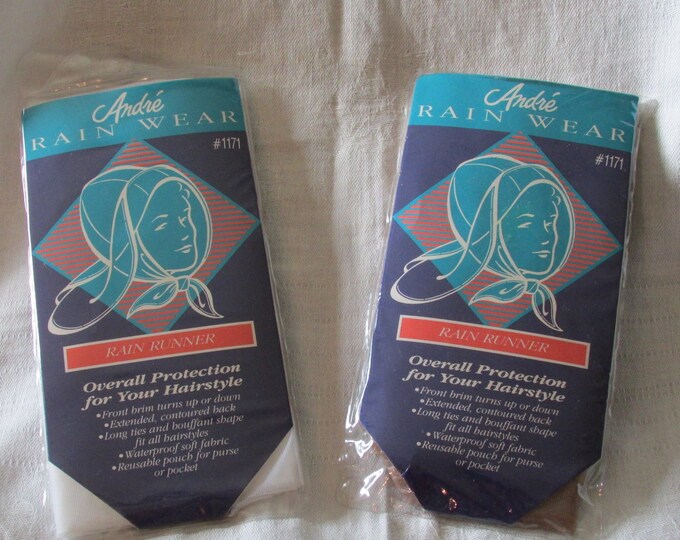 André
RAIN WEAR
#1171
RAIN RUNNER
Overall Protection
for Your Hairstyle
•Front brim turns up or down
•Extended, contoured back
•Long ties and bouffant shape
fit all hairstyles
•Waterproof soft fabric
•Reusable pouch for purse
or pocket
André
RAIN WEAR
#1171
RAIN RUNNER
Overall Protection
for Your Hairstyle
•Front brim turns up or down
•Extended, contoured back
•Long ties and bouffant shape
fit all hairstyles
•Waterproof soft fabric
•Reusable pouch for purse
or pocket